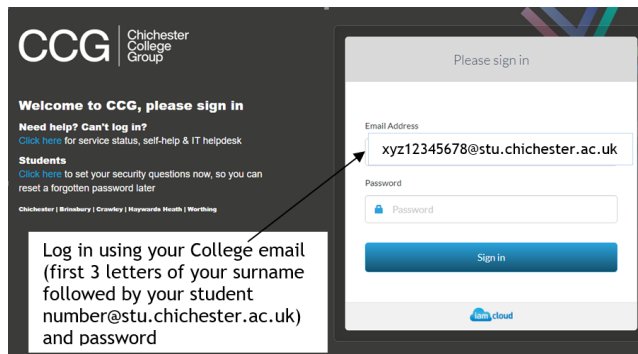 CCG
Chichester
College
Group
Welcome to CCG, please sign in
Need help? Can't log in?
Click here for service status, self-help & IT helpdesk
Students
Click here to set your security questions now, so you can
reset a forgotten password later
Chichester | Brinsbury | Crawley | Haywards Heath | Worthing
Log in using your College email
(first 3 letters of your surname
followed by your student
number@stu.chichester.ac.uk)
and password
Please sign in
Email Address
xyz12345678@stu.chichester.ac.uk
Password
Password
Sign in
iam cloud